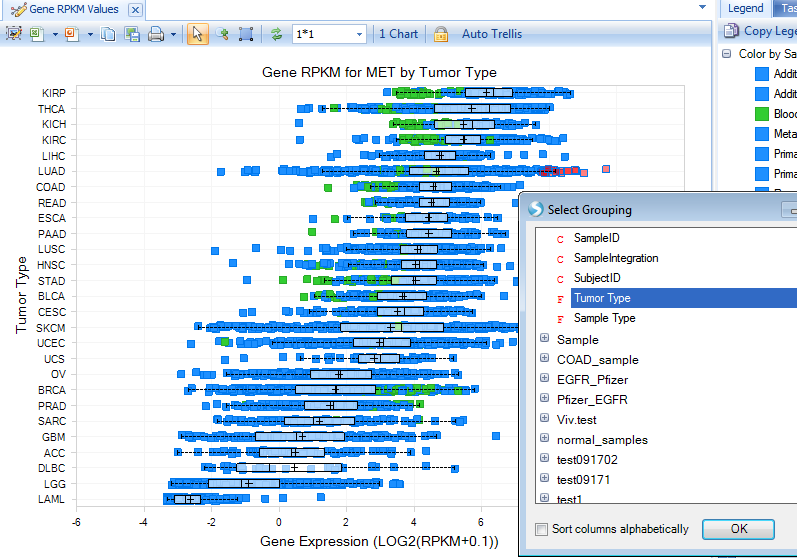 Gene RPKM Values
Legend
Tas
1*1
1 Chart
Auto Trellis
Copy Lege
Gene RPKM for MET by Tumor Type
Color by Sa
Addit
Addit
Blood
Meta
Prima
Prima
KIRP
THCA
KICH
KIRC
LIHC
LUAD
COAD
READ
ESCA
PAAD
LUSC
HNSC
STAD
BLCA
CESC
SKCM
UCEC
UCS
OV
BRCA
PRAD
SARC
GBM
ACC
DLBC
LGG
LAML
Tumor Type
-6
-4
-2
0
2
4
6
Gene Expression (LOG2(RPKM+0.1))
Select Grouping
C SampleID
C SampleIntegration
C SubjectID
F Tumor Type
F Sample Type
Sample
COAD_sample
EGFR_Pfizer
Pfizer_EGFR
Viv.test
normal_samples
test091702
test09171
test1
Sort columns alphabetically
OK